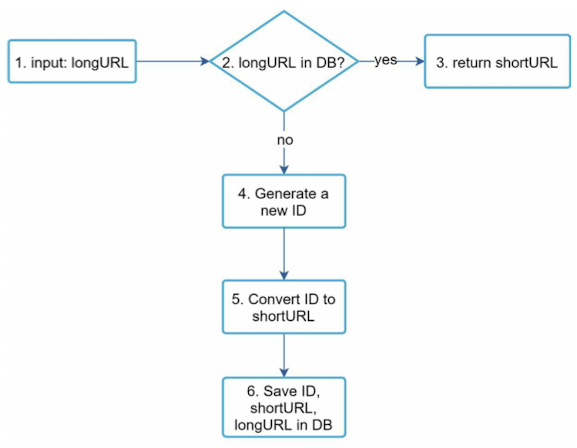 1. input: longURL
2. longURL in DB?
yes
3. return shortURL
no
4. Generate a
new ID
5. Convert ID to
shortURL
6. Save ID,
shortURL,
longURL in DB